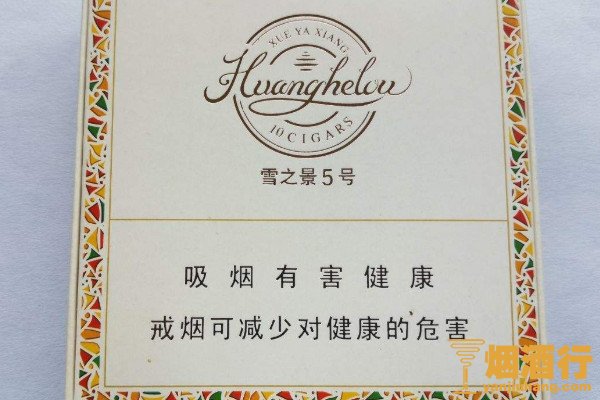 XUE YA XIANG
Huanghelou
10 CIGARS
雪之景5号
吸烟有害健康
戒烟可减少对健康的危害
烟酒行